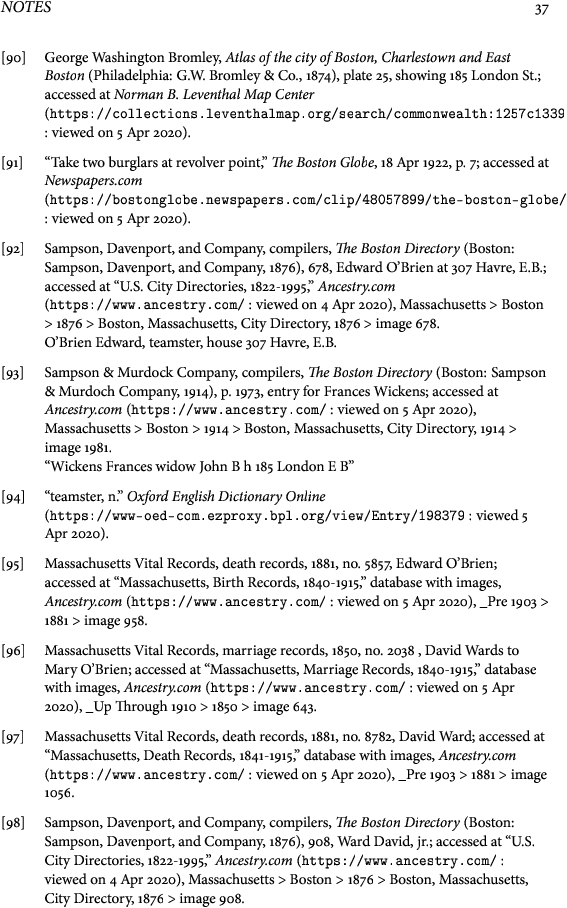 NOTES 37
[90] George Washington Bromley, Atlas of the city of Boston, Charlestown and East
Boston (Philadelphia: G.W. Bromley & Co., 1874), plate 25, showing 185 London St.;
accessed at Norman B. Leventhal Map Center
(https://collections.leventhalmap.org/search/commonwealth:1257c1339
: viewed on 5 Apr 2020).
[91] “Take two burglars at revolver point,” The Boston Globe, 18 Apr 1922, p. 7; accessed at
Newspapers.com
(https://bostonglobe.newspapers.com/clip/48057899/the-boston-globe/
: viewed on 5 Apr 2020).
[92] Sampson, Davenport, and Company, compilers, The Boston Directory (Boston:
Sampson, Davenport, and Company, 1876), 678, Edward O’Brien at 307 Havre, E.B.;
accessed at “U.S. City Directories, 1822-1995,” Ancestry.com
(https://www.ancestry.com/ : viewed on 4 Apr 2020), Massachusetts > Boston
> 1876 > Boston, Massachusetts, City Directory, 1876 > image 678.
O’Brien Edward, teamster, house 307 Havre, E.B.
[93] Sampson & Murdock Company, compilers, The Boston Directory (Boston: Sampson
& Murdoch Company, 1914), p. 1973, entry for Frances Wickens; accessed at
Ancestry.com (https://www.ancestry.com/ : viewed on 5 Apr 2020),
Massachusetts > Boston > 1914 > Boston, Massachusetts, City Directory, 1914 >
image 1981.
“Wickens Frances widow John B h 185 London E B”
[94] “teamster, n.” Oxford English Dictionary Online
(https://www-oed-com.ezproxy.bpl.org/view/Entry/198379 : viewed 5
Apr 2020).
[95] Massachusetts Vital Records, death records, 1881, no. 5857, Edward O’Brien;
accessed at “Massachusetts, Birth Records, 1840-1915,” database with images,
Ancestry.com (https://www.ancestry.com/ : viewed on 5 Apr 2020), _Pre 1903 >
1881 > image 958.
[96] Massachusetts Vital Records, marriage records, 1850, no. 2038 , David Wards to
Mary O’Brien; accessed at “Massachusetts, Marriage Records, 1840-1915,” database
with images, Ancestry.com (https://www.ancestry.com/ : viewed on 5 Apr
2020), _Up Through 1910 > 1850 > image 643.
[97] Massachusetts Vital Records, death records, 1881, no. 8782, David Ward; accessed at
“Massachusetts, Death Records, 1841-1915,” database with images, Ancestry.com
(https://www.ancestry.com/ : viewed on 5 Apr 2020), _Pre 1903 > 1881 > image
1056.
[98] Sampson, Davenport, and Company, compilers, The Boston Directory (Boston:
Sampson, Davenport, and Company, 1876), 908, Ward David, jr.; accessed at “U.S.
City Directories, 1822-1995,” Ancestry.com (https://www.ancestry.com/ :
viewed on 4 Apr 2020), Massachusetts > Boston > 1876 > Boston, Massachusetts,
City Directory, 1876 > image 908.